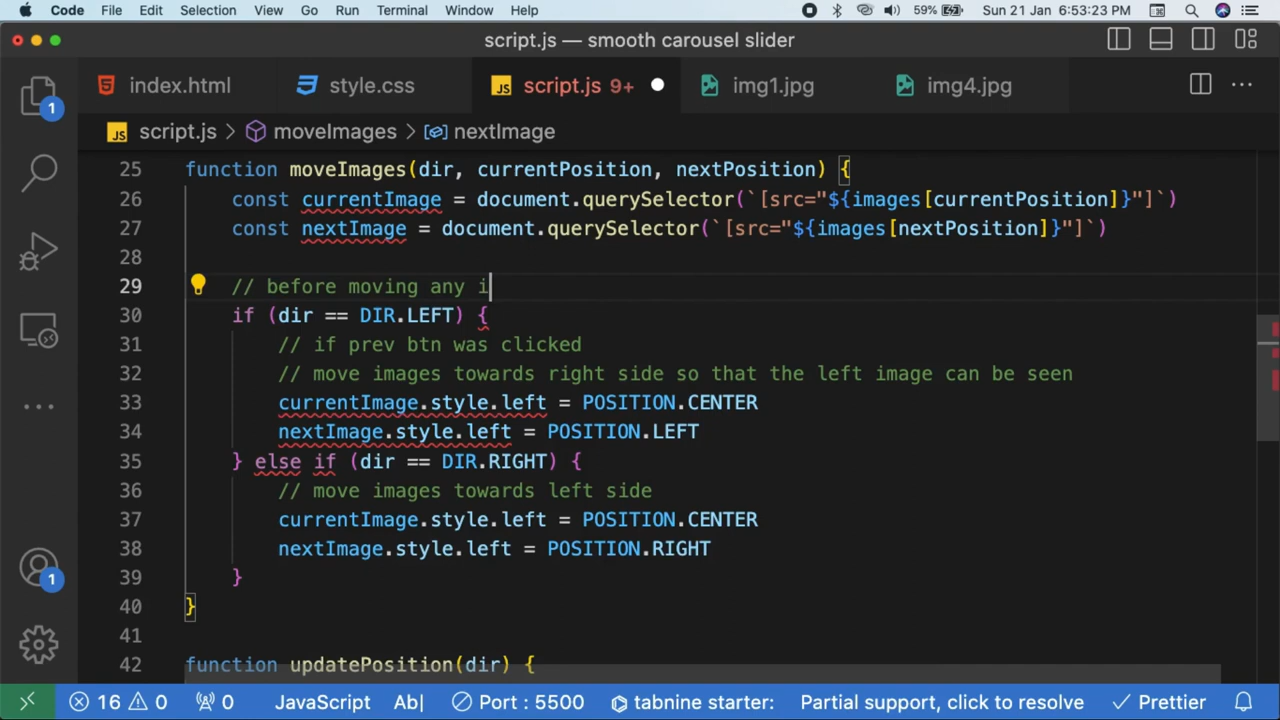 Code File Edit Selection View Go Run Terminal Window Help 59% Sun 21 Jan 6:53:23 PM
script.js — smooth carousel slider
index.html style.css JS script.js 9+ img1.jpg img4.jpg
1
JS script.js > moveImages > nextImage
25 function moveImages(dir, currentPosition, nextPosition) {
26 const currentImage = document.querySelector(`[src="${images[currentPosition]}"]`)
27 const nextImage = document.querySelector(`[src="${images[nextPosition]}"]`)
28
29 // before moving any i
30 if (dir == DIR.LEFT) {
31 // if prev btn was clicked
32 // move images towards right side so that the left image can be seen
33 currentImage.style.left = POSITION.CENTER
34 nextImage.style.left = POSITION.LEFT
35 } else if (dir == DIR.RIGHT) {
36 // move images towards left side
37 currentImage.style.left = POSITION.CENTER
38 nextImage.style.left = POSITION.RIGHT
39 }
40 }
41
42 function updatePosition(dir) {
1
16 0 0 JavaScript Ab| Port : 5500 tabnine starter: Partial support, click to resolve Prettier